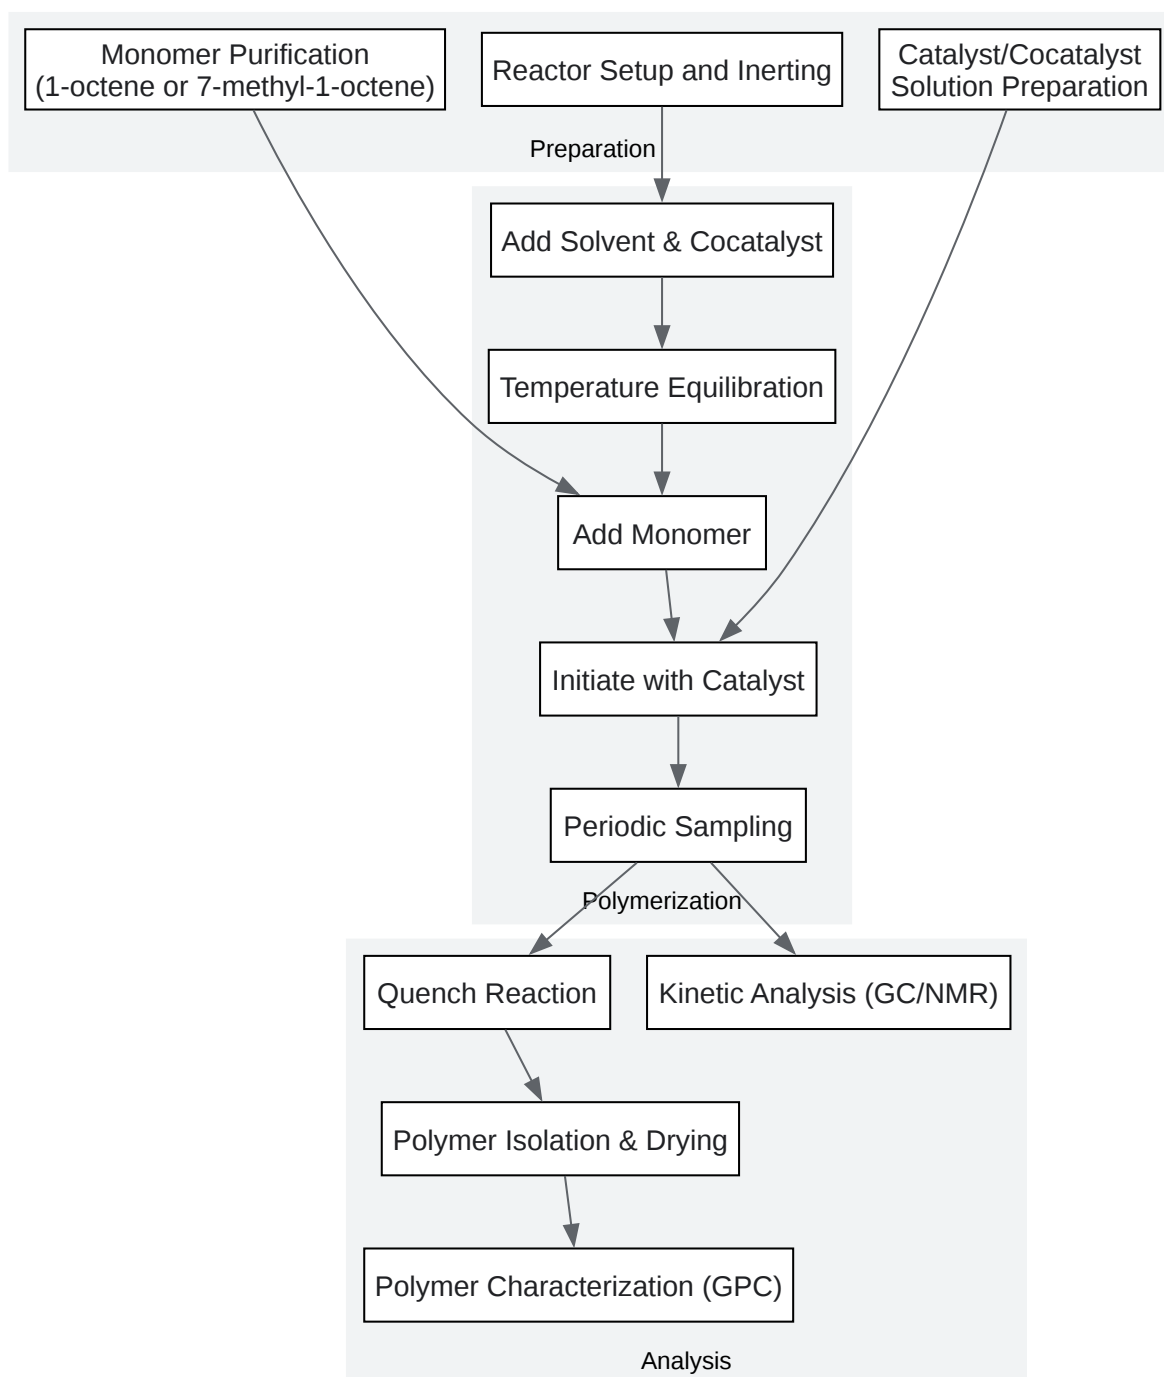 Monomer Purification
(1-octene or 7-methyl-1-octene)
Reactor Setup and Inerting
Catalyst/Cocatalyst
Solution Preparation
Preparation
Add Solvent & Cocatalyst
Temperature Equilibration
Add Monomer
Initiate with Catalyst
Periodic Sampling
Polymerization
Quench Reaction
Kinetic Analysis (GC/NMR)
Polymer Isolation & Drying
Polymer Characterization (GPC)
Analysis